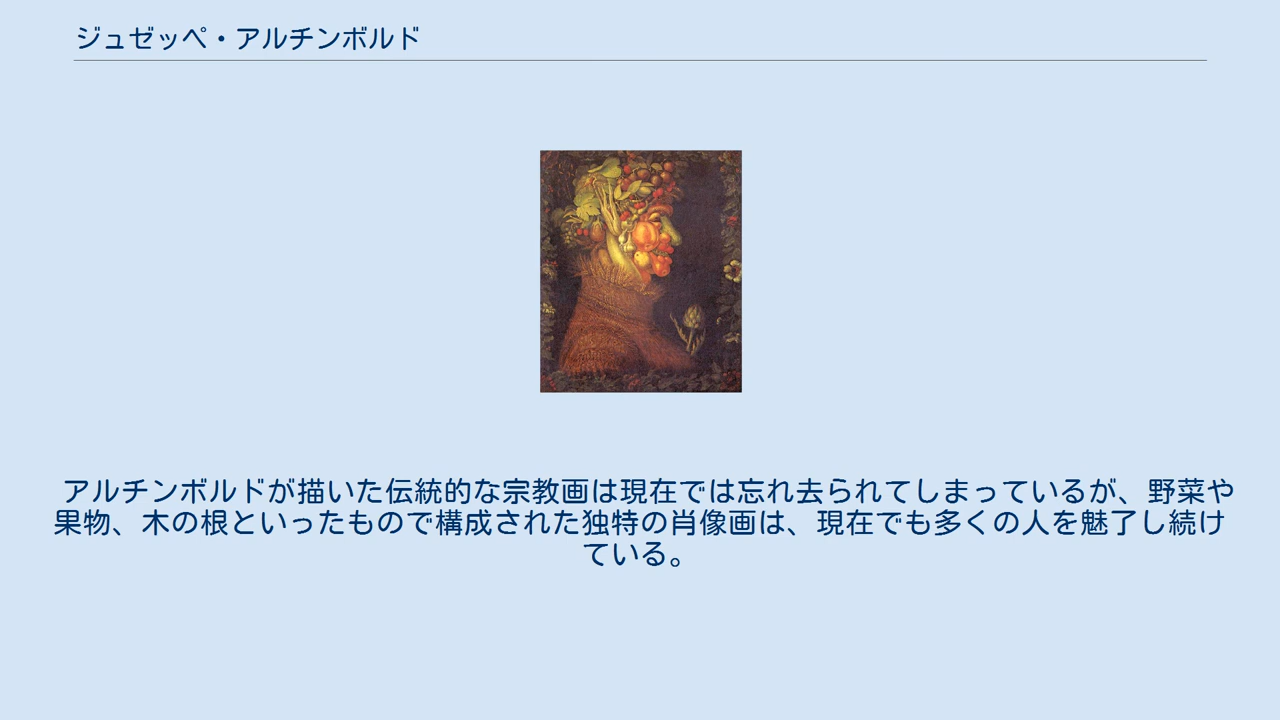 ジュゼッペ・アルチンボルド
アルチンボルドが描いた伝統的な宗教画は現在では忘れ去られてしまっているが、野菜や
果物、木の根といったもので構成された独特の肖像画は、現在でも多くの人を魅了し続け
ている。